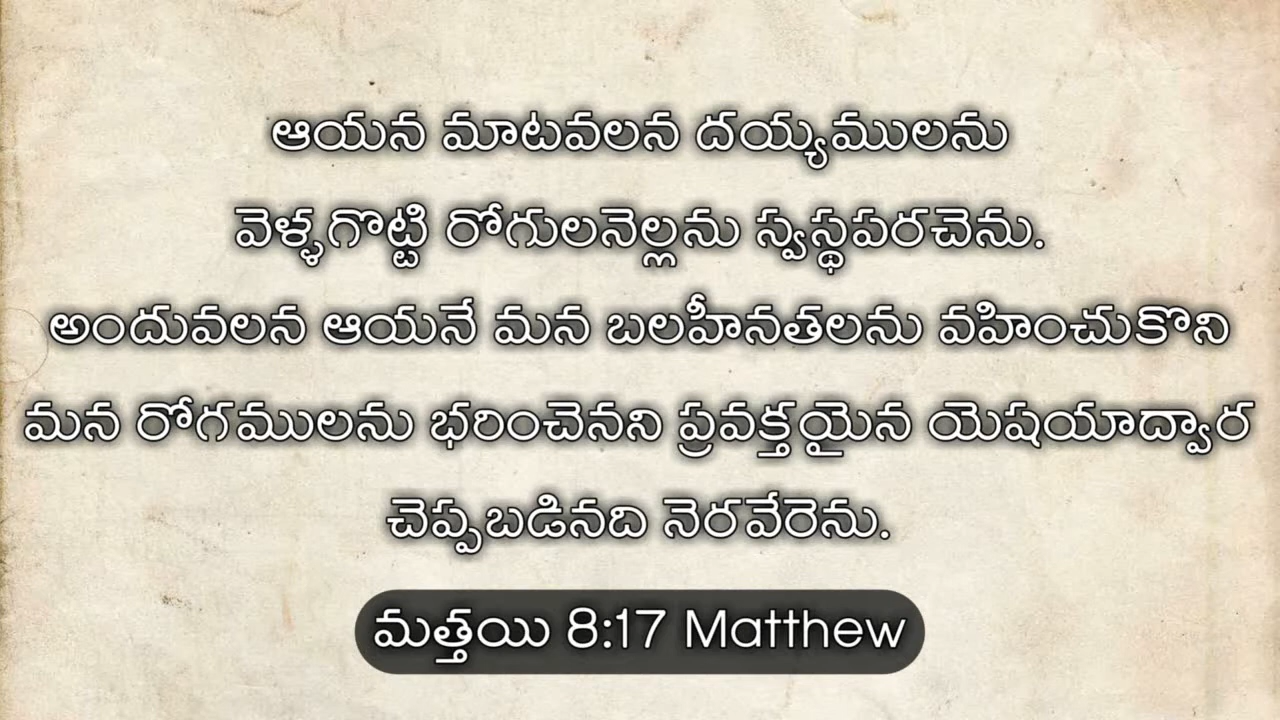 ఆయన మాటవలన దయ్యములను
వెళ్ళగొట్టి రోగులనెల్లను స్వస్థపరచెను.
అందువలన ఆయనే మన బలహీనతలను వహించుకొని
మన రోగములను భరించెనని ప్రవక్తయైన యెషయాద్వార
చెప్పబడినది నెరవేరెను.
మత్తయి 8:17 Matthew